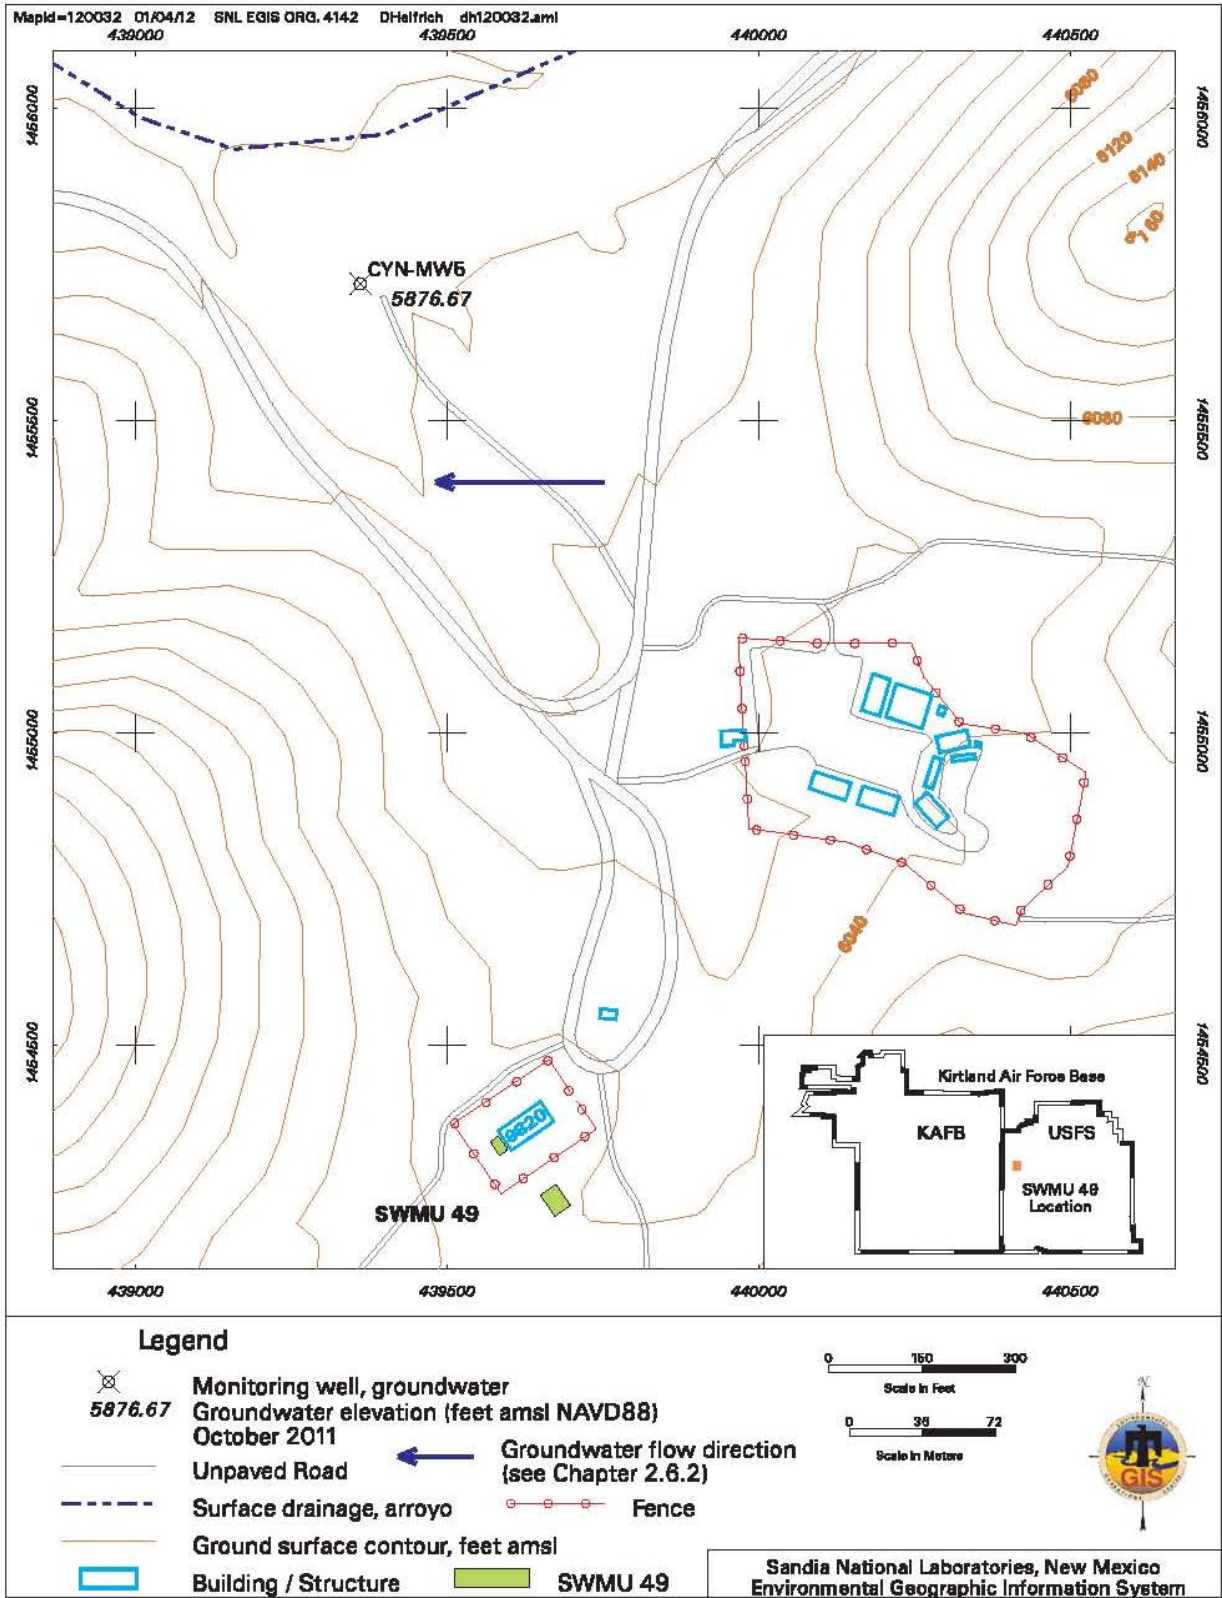 MapId=120032 01/04/12 SNL EGIS ORG. 4142 DHelfrich dh120032.aml
439000 439500 440000 440500
1456000 1456000
6080
6120
6140
6160
CYN-MW5
5876.67
1455500 1455500
6080
1455000 1455000
6040
1454500 1454500
9820
SWMU 49
Kirtland Air Force Base
KAFB USFS
SWMU 49
Location
439000 439500 440000 440500
Legend
Monitoring well, groundwater
5876.67 Groundwater elevation (feet amsl NAVD88)
October 2011
Groundwater flow direction
(see Chapter 2.6.2)
Unpaved Road
Surface drainage, arroyo
Fence
Ground surface contour, feet amsl
Building / Structure
SWMU 49
0 150 300
Scale in Feet
0 36 72
Scale in Meters
N
GIS
Sandia National Laboratories, New Mexico
Environmental Geographic Information System